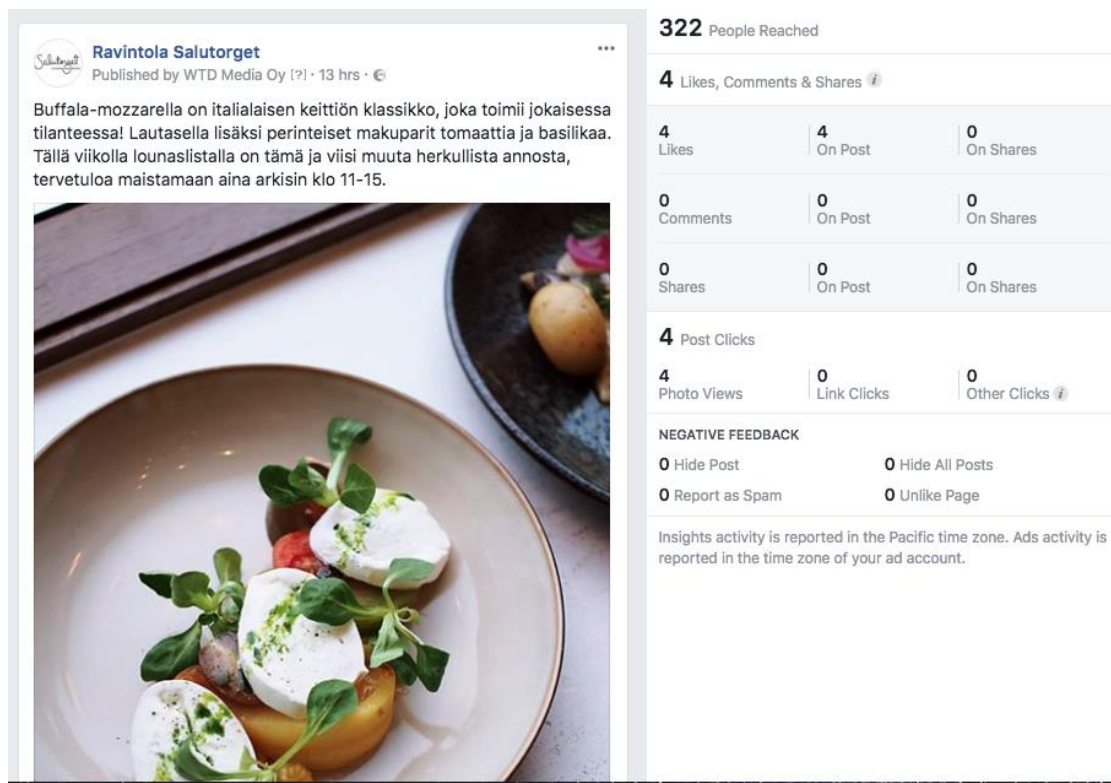 Salutorget
Ravintola Salutorget
Published by WTD Media Oy [?] · 13 hrs ·
Buffala-mozzarella on italialaisen keittiön klassikko, joka toimii jokaisessa
tilanteessa! Lautasella lisäksi perinteiset makuparit tomaattia ja basilikaa.
Tällä viikolla lounaslistalla on tämä ja viisi muuta herkullista annosta,
tervetuloa maistamaan aina arkisin klo 11-15.
322 People Reached
4 Likes, Comments & Shares i
4 4 0
Likes On Post On Shares
0 0 0
Comments On Post On Shares
0 0 0
Shares On Post On Shares
4 Post Clicks
4 0 0
Photo Views Link Clicks Other Clicks i
NEGATIVE FEEDBACK
0 Hide Post 0 Hide All Posts
0 Report as Spam 0 Unlike Page
Insights activity is reported in the Pacific time zone. Ads activity is
reported in the time zone of your ad account.